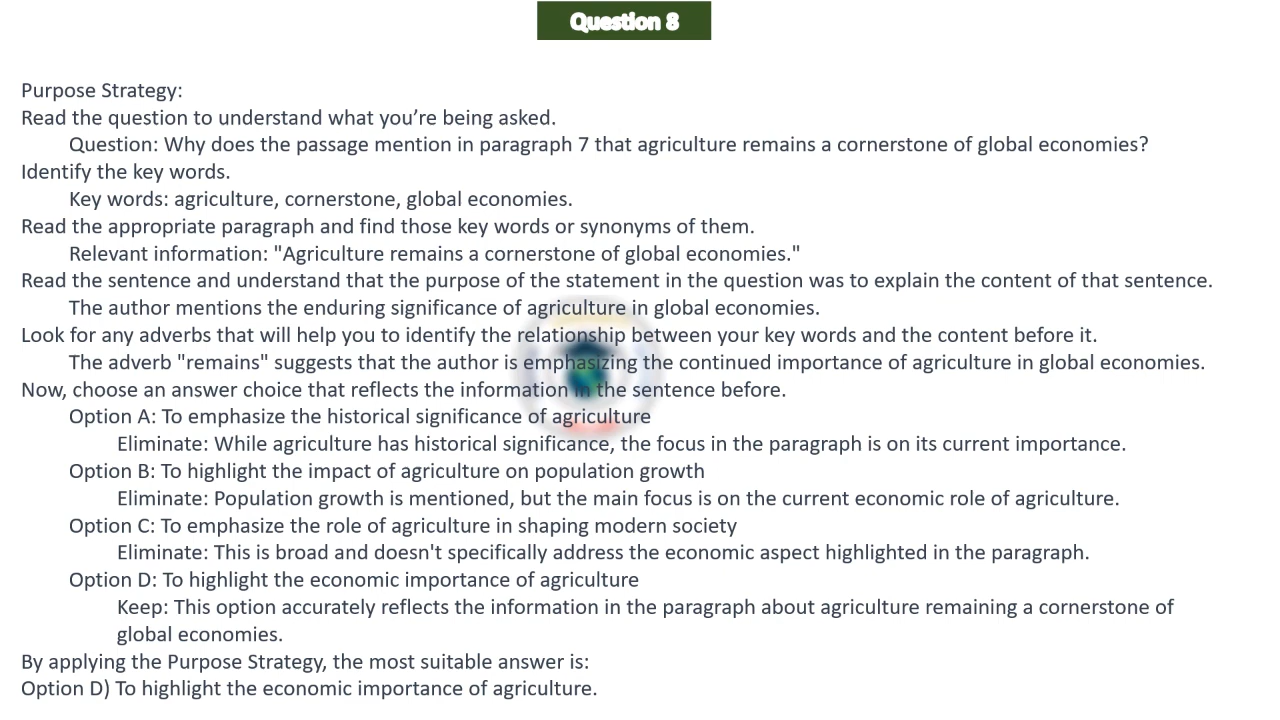 Question 8
Purpose Strategy:
Read the question to understand what you’re being asked.
Question: Why does the passage mention in paragraph 7 that agriculture remains a cornerstone of global economies?
Identify the key words.
Key words: agriculture, cornerstone, global economies.
Read the appropriate paragraph and find those key words or synonyms of them.
Relevant information: "Agriculture remains a cornerstone of global economies."
Read the sentence and understand that the purpose of the statement in the question was to explain the content of that sentence.
The author mentions the enduring significance of agriculture in global economies.
Look for any adverbs that will help you to identify the relationship between your key words and the content before it.
The adverb "remains" suggests that the author is emphasizing the continued importance of agriculture in global economies.
Now, choose an answer choice that reflects the information in the sentence before.
Option A: To emphasize the historical significance of agriculture
Eliminate: While agriculture has historical significance, the focus in the paragraph is on its current importance.
Option B: To highlight the impact of agriculture on population growth
Eliminate: Population growth is mentioned, but the main focus is on the current economic role of agriculture.
Option C: To emphasize the role of agriculture in shaping modern society
Eliminate: This is broad and doesn't specifically address the economic aspect highlighted in the paragraph.
Option D: To highlight the economic importance of agriculture
Keep: This option accurately reflects the information in the paragraph about agriculture remaining a cornerstone of
global economies.
By applying the Purpose Strategy, the most suitable answer is:
Option D) To highlight the economic importance of agriculture.